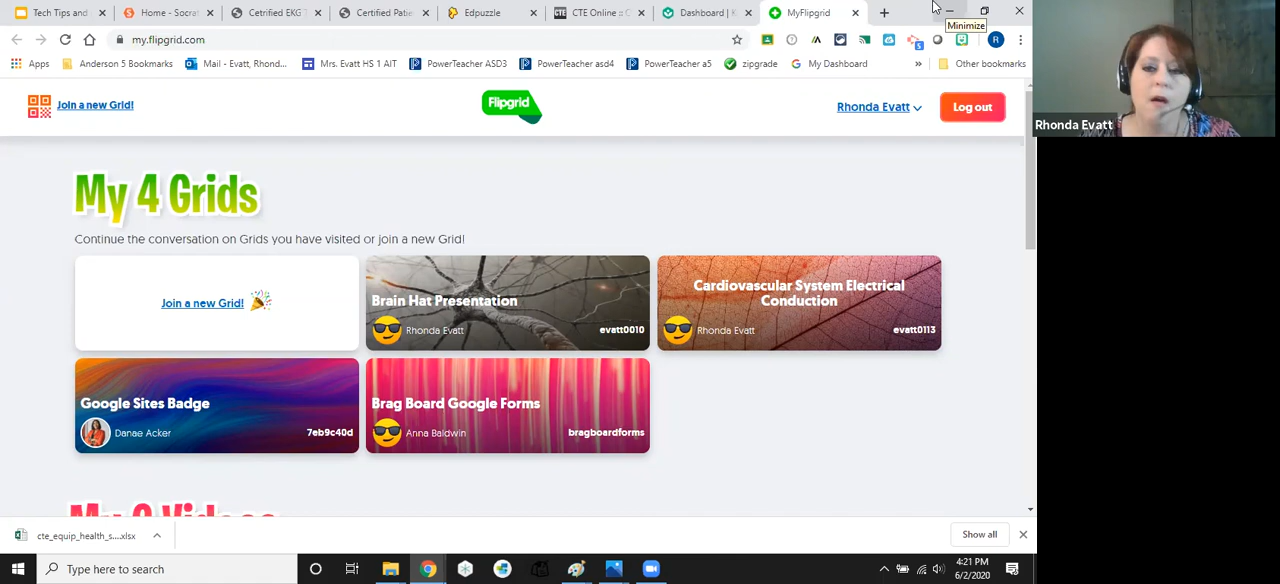 Tech Tips and
Home - Socrat
Cetrified EKG T
Certified Patie
Edpuzzle
CTE Online :: C
Dashboard | K
MyFlipgrid
Minimize
my.flipgrid.com
R
Apps
Anderson 5 Bookmarks
Mail - Evatt, Rhond...
Mrs. Evatt HS 1 AIT
PowerTeacher ASD3
PowerTeacher asd4
PowerTeacher a5
zipgrade
My Dashboard
»
Other bookmarks
Join a new Grid!
Flipgrid
Rhonda Evatt
Log out
Rhonda Evatt
My 4 Grids
Continue the conversation on Grids you have visited or join a new Grid!
Join a new Grid!
Brain Hat Presentation
Rhonda Evatt
evatt0010
Cardiovascular System Electrical
Conduction
Rhonda Evatt
evatt0113
Google Sites Badge
Danae Acker
7eb9c40d
Brag Board Google Forms
Anna Baldwin
bragboardforms
cte_equip_health_s....xlsx
Show all
Type here to search
4:21 PM
6/2/2020